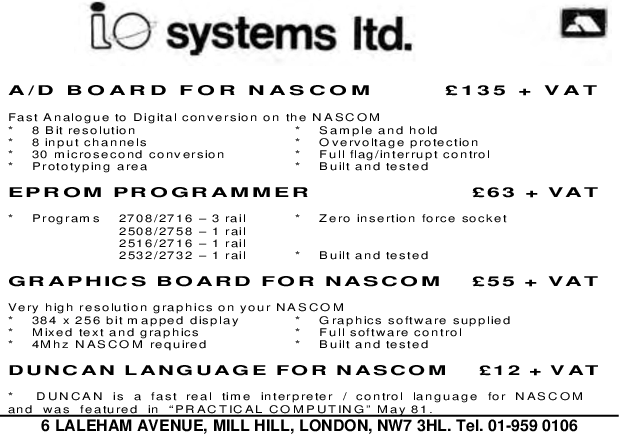 io systems ltd.
A/D BOARD FOR NASCOM £135 + VAT
Fast Analogue to Digital conversion on the NASCOM
* 8 Bit resolution * Sample and hold
* 8 input channels * Overvoltage protection
* 30 microsecond conversion * Full flag/interrupt control
* Prototyping area * Built and tested
EPROM PROGRAMMER £63 + VAT
* Programs 2708/2716 – 3 rail * Zero insertion force socket
2508/2758 – 1 rail
2516/2716 – 1 rail
2532/2732 – 1 rail * Built and tested
GRAPHICS BOARD FOR NASCOM £55 + VAT
Very high resolution graphics on your NASCOM
* 384 x 256 bit mapped display * Graphics software supplied
* Mixed text and graphics * Full software control
* 4Mhz NASCOM required * Built and tested
DUNCAN LANGUAGE FOR NASCOM £12 + VAT
* DUNCAN is a fast real time interpreter / control language for NASCOM
and was featured in “PRACTICAL COMPUTING” May 81.
6 LALEHAM AVENUE, MILL HILL, LONDON, NW7 3HL. Tel. 01-959 0106